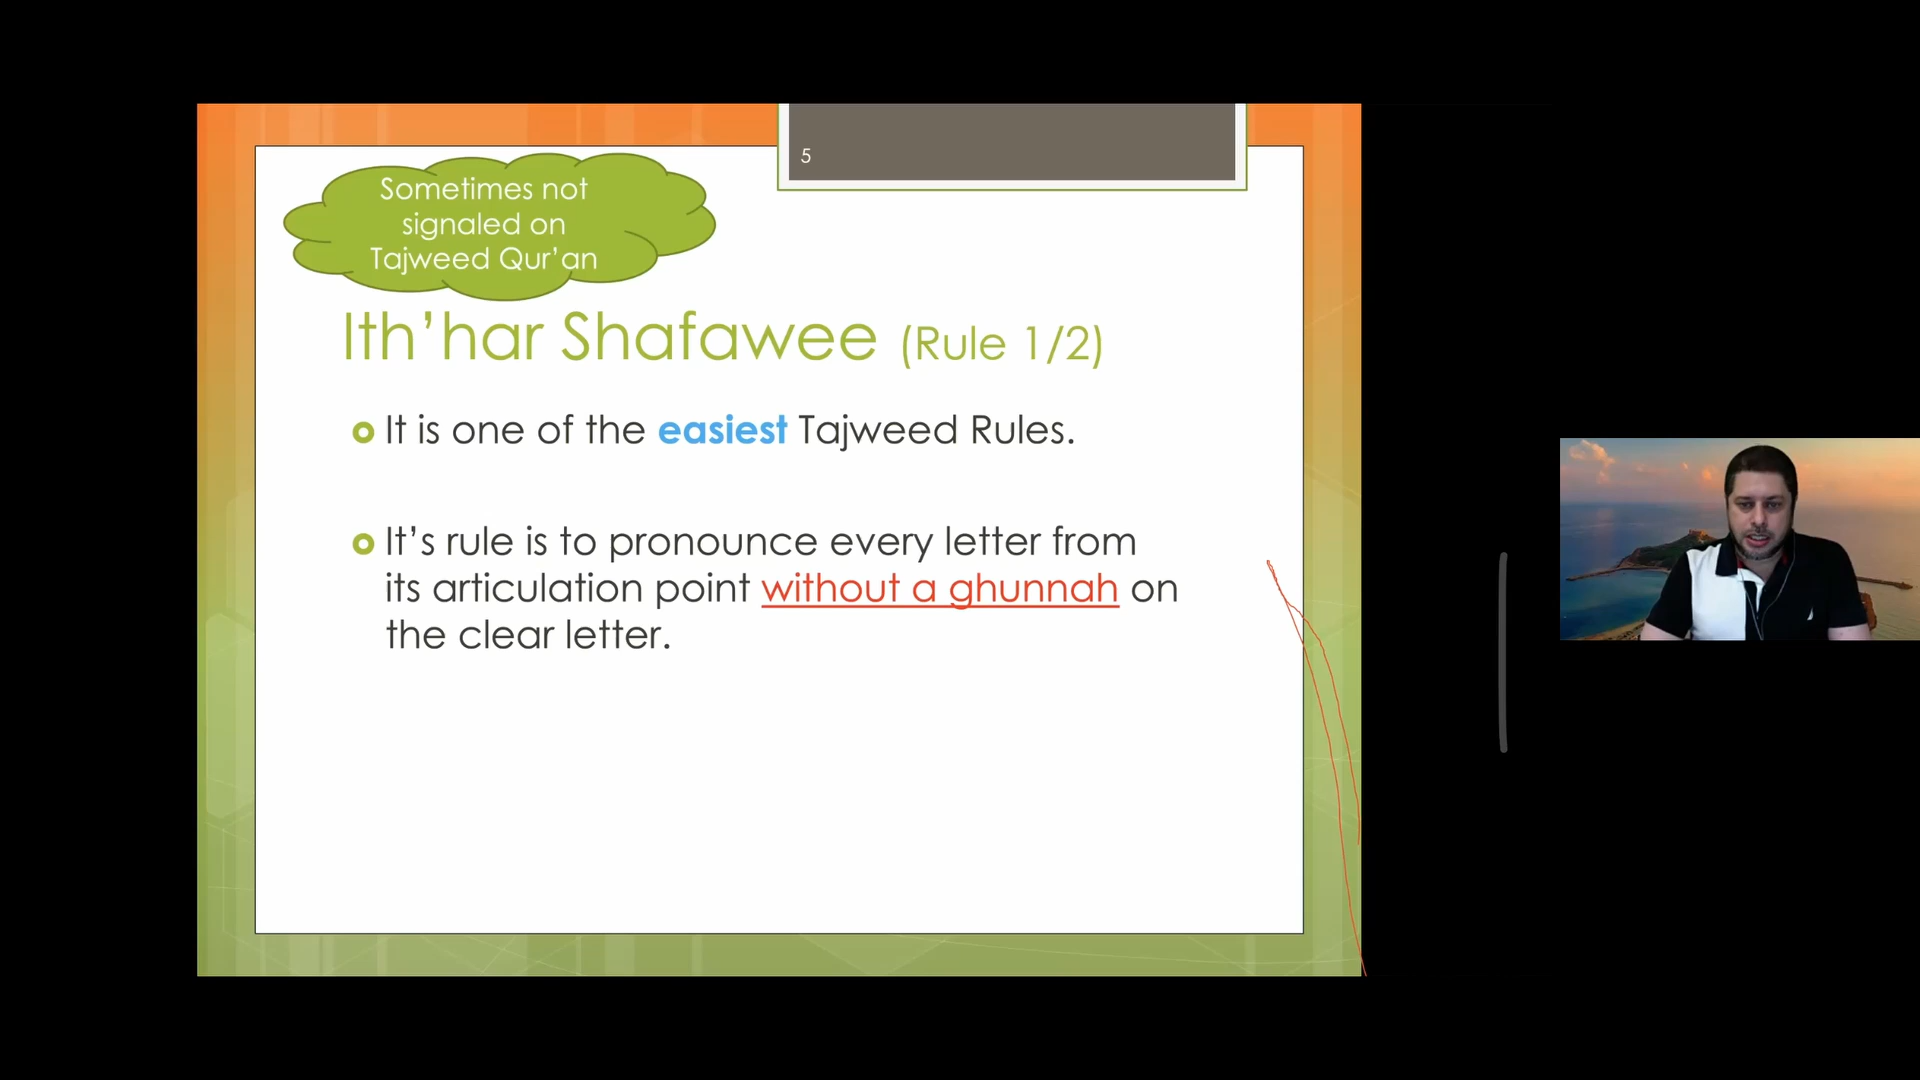 5
Sometimes not
signaled on
Tajweed Qur’an
Ith’har Shafawee (Rule 1/2)
It is one of the easiest Tajweed Rules.
It’s rule is to pronounce every letter from
its articulation point without a ghunnah on
the clear letter.